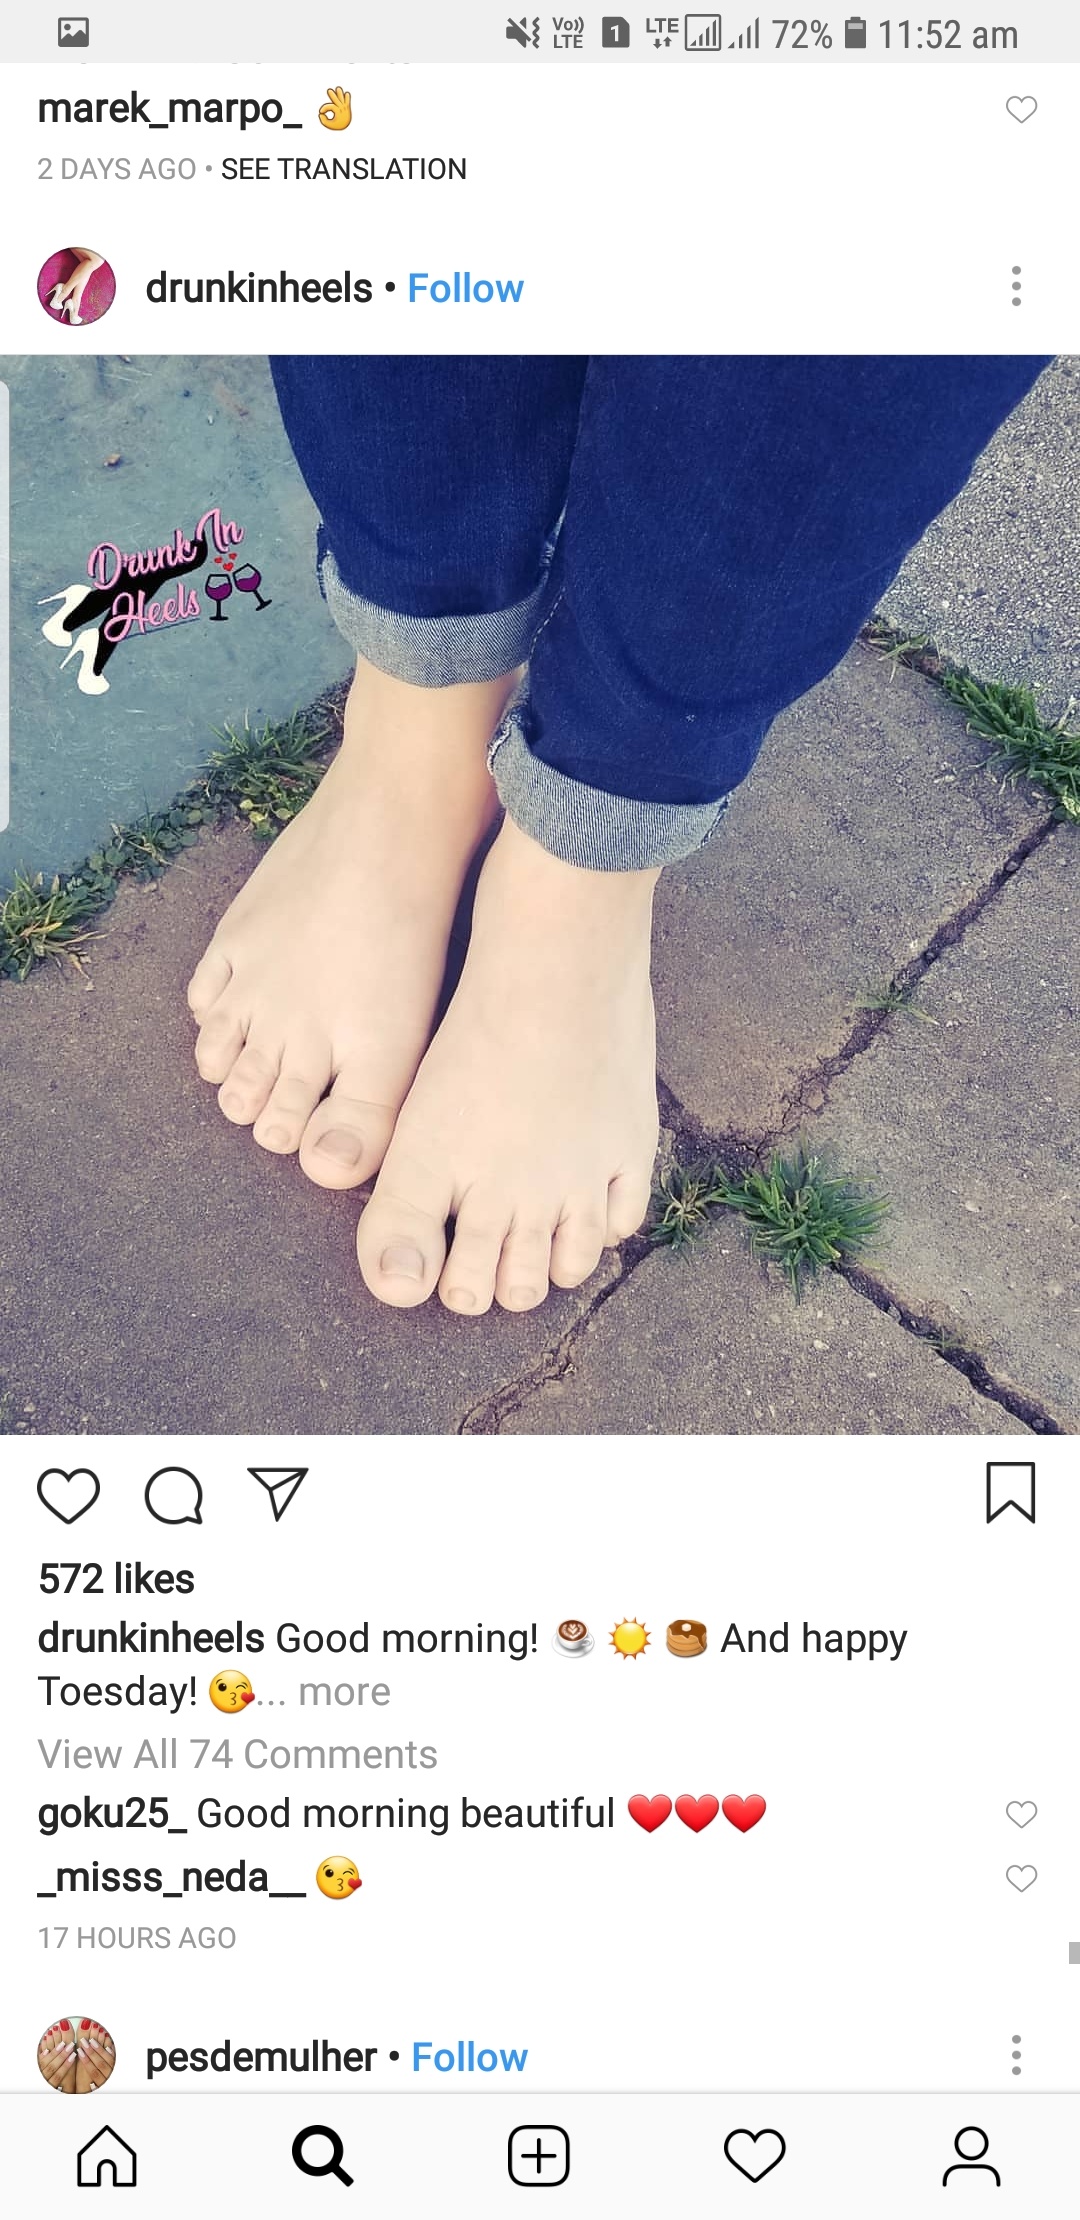 Vo))
LTE
1
LTE
72%
11:52 am
marek_marpo_ 👌
2 DAYS AGO • SEE TRANSLATION
drunkinheels • Follow
Drunk In
Heels
572 likes
drunkinheels Good morning! ☕ ☀️ 🥞 And happy
Toesday! 😘... more
View All 74 Comments
goku25_ Good morning beautiful ❤️❤️❤️
_misss_neda__ 😘
17 HOURS AGO
pesdemulher • Follow